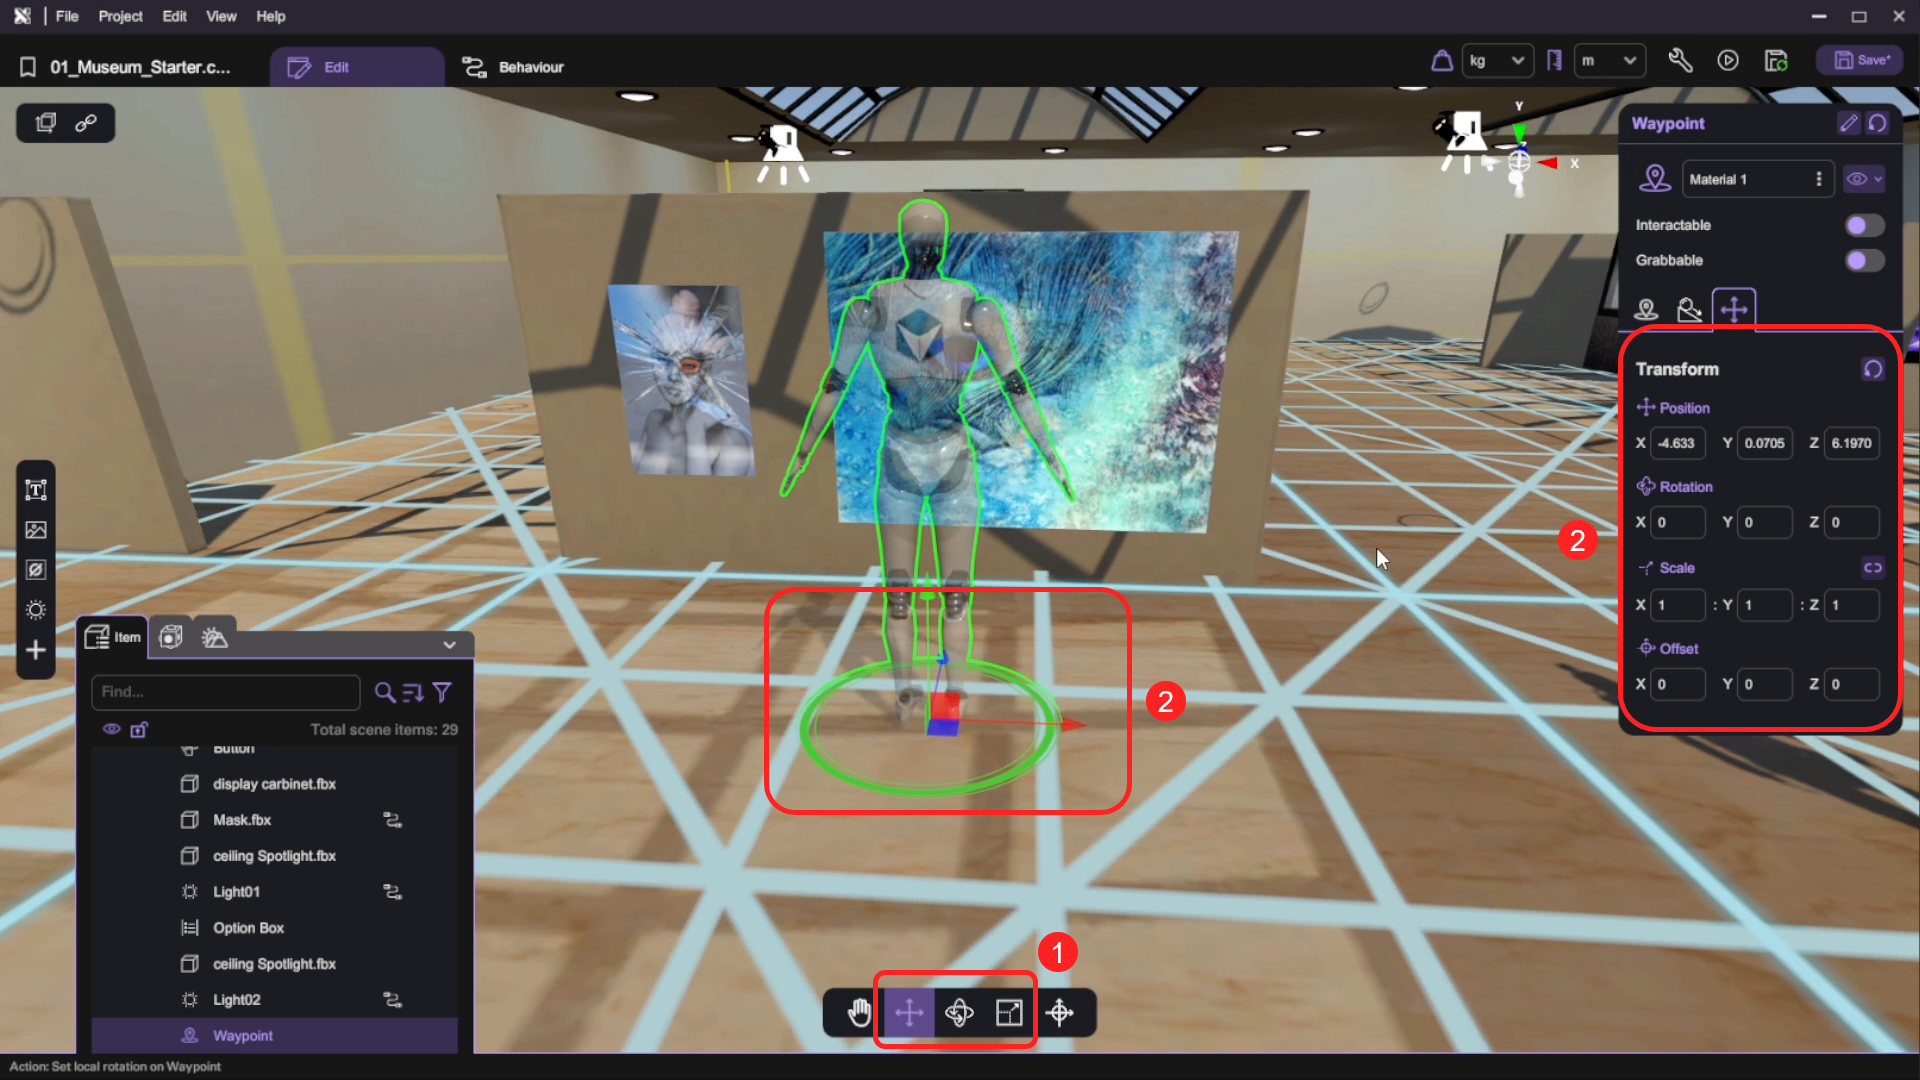 File Project Edit View Help
01_Museum_Starter.c... Edit Behaviour kg m Save*
Y
X
Waypoint
Material 1
Interactable
Grabbable
Transform
Position
X -4.633 Y 0.0705 Z 6.1970
Rotation
X 0 Y 0 Z 0
Scale
X 1 : Y 1 : Z 1
Offset
X 0 Y 0 Z 0
2
2
1
Item
Find...
Total scene items: 29
Button
display carbinet.fbx
Mask.fbx
ceiling Spotlight.fbx
Light01
Option Box
ceiling Spotlight.fbx
Light02
Waypoint
Action: Set local rotation on Waypoint